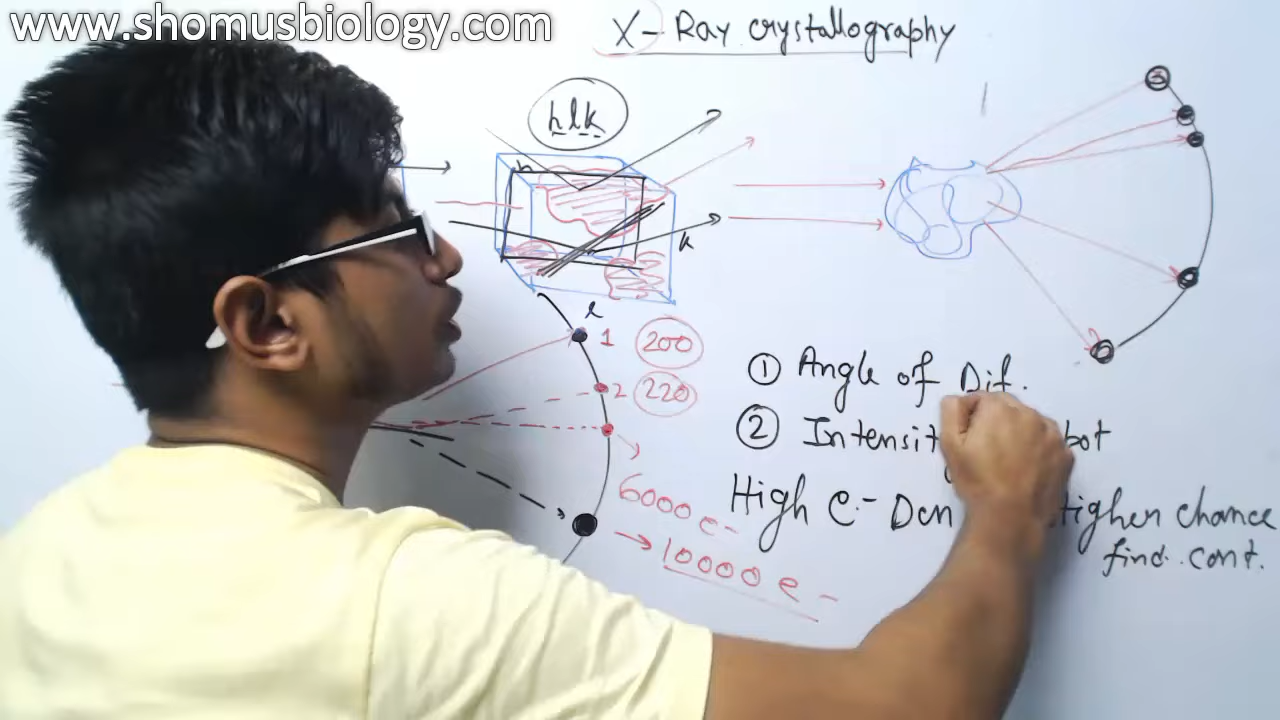 www.shomusbiology.com
X-Ray crystallography
hlk
h
k
l
1 200
2 220
6000 e-
10000 e-
① Angle of Dif.
② Intensit
High e- Den
Higher chance
find. cont.